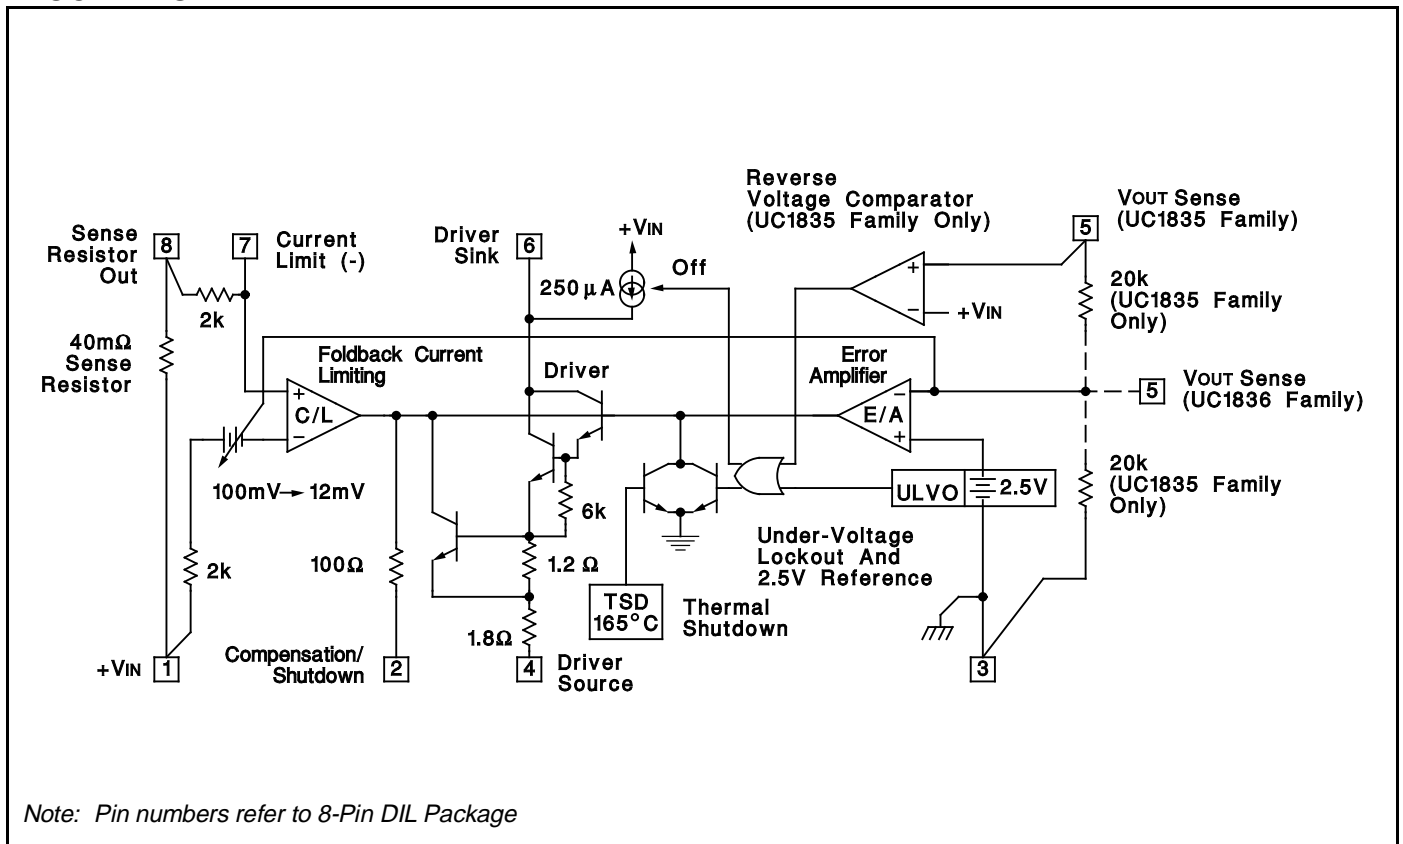 Reverse
Voltage Comparator
(UC1835 Family Only)
VOUT Sense
(UC1835 Family)
5
Sense
Resistor
Out
8
7
Current
Limit (-)
Driver
Sink
6
+VIN
250 µA
Off
+
−
+VIN
20k
(UC1835 Family
Only)
2k
40mΩ
Sense
Resistor
Foldback Current
Limiting
Driver
Error
Amplifier
+
C/L
−
−
E/A
+
5
VOUT Sense
(UC1836 Family)
100mV→ 12mV
6k
ULVO
2.5V
20k
(UC1835 Family
Only)
Under-Voltage
Lockout And
2.5V Reference
2k
100Ω
1.2 Ω
TSD
165°C
Thermal
Shutdown
1.8Ω
+VIN
1
Compensation/
Shutdown
2
4
Driver
Source
3
Note: Pin numbers refer to 8-Pin DIL Package